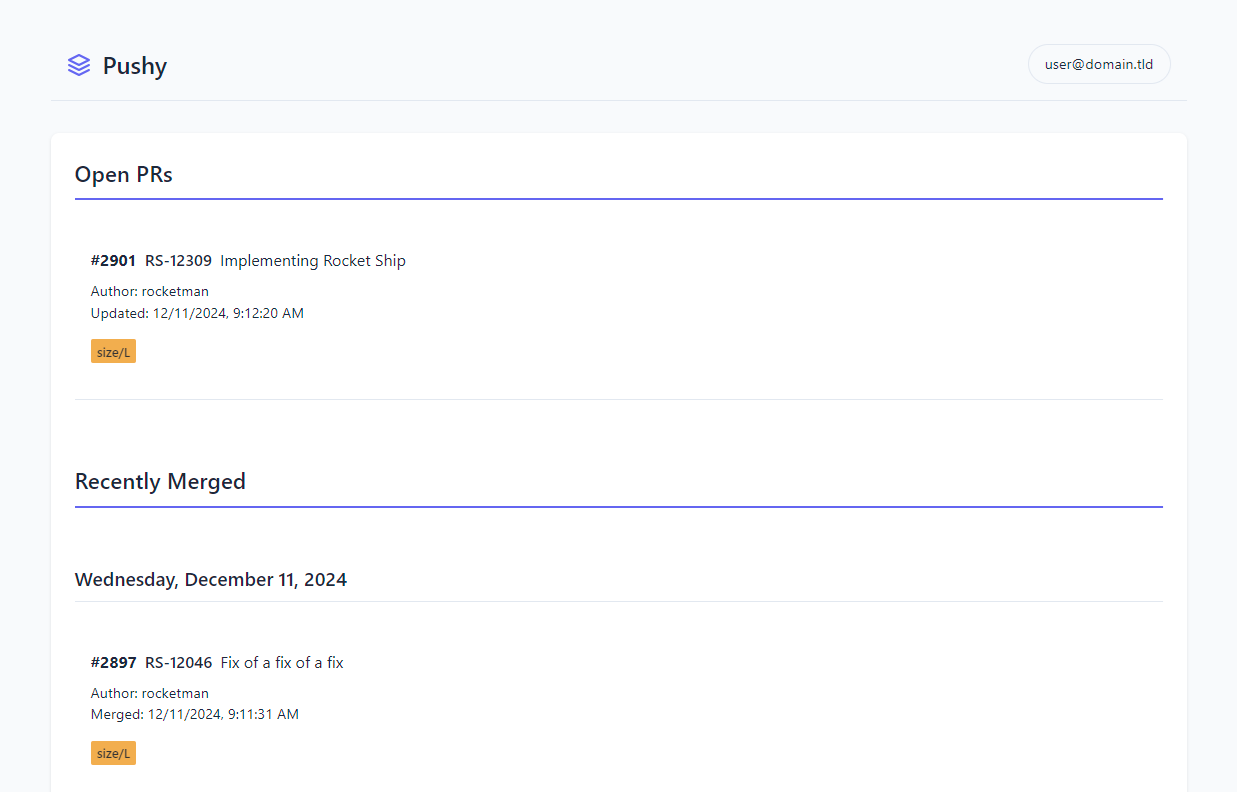 Pushy
user@domain.tld
Open PRs
#2901 RS-12309 Implementing Rocket Ship
Author: rocketman
Updated: 12/11/2024, 9:12:20 AM
size/L
Recently Merged
Wednesday, December 11, 2024
#2897 RS-12046 Fix of a fix of a fix
Author: rocketman
Merged: 12/11/2024, 9:11:31 AM
size/L